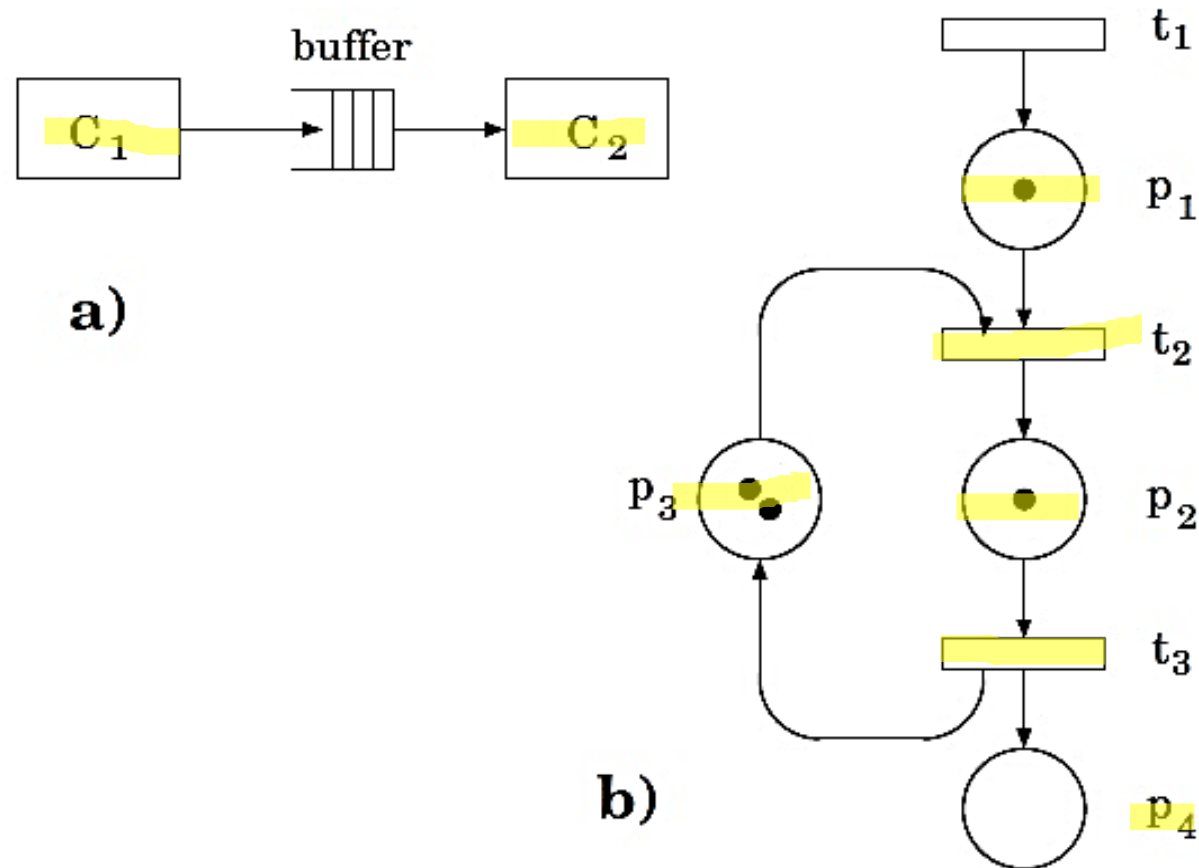 buffer
C₁
C₂
a)
t₁
p₁
t₂
p₃
p₂
t₃
b)
p₄